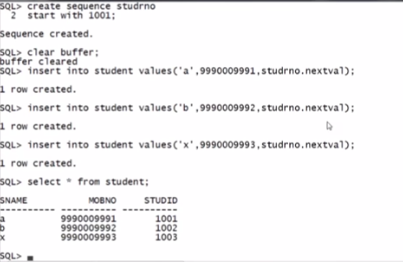 SQL> create sequence studrno
2 start with 1001;
Sequence created.
SQL> clear buffer;
buffer cleared
SQL> insert into student values('a',9990009991,studrno.nextval);
1 row created.
SQL> insert into student values('b',9990009992,studrno.nextval);
1 row created.
SQL> insert into student values('x',9990009993,studrno.nextval);
1 row created.
SQL> select * from student;
SNAME MOBNO STUDID
---------- ---------- ----------
a 9990009991 1001
b 9990009992 1002
x 9990009993 1003
SQL>